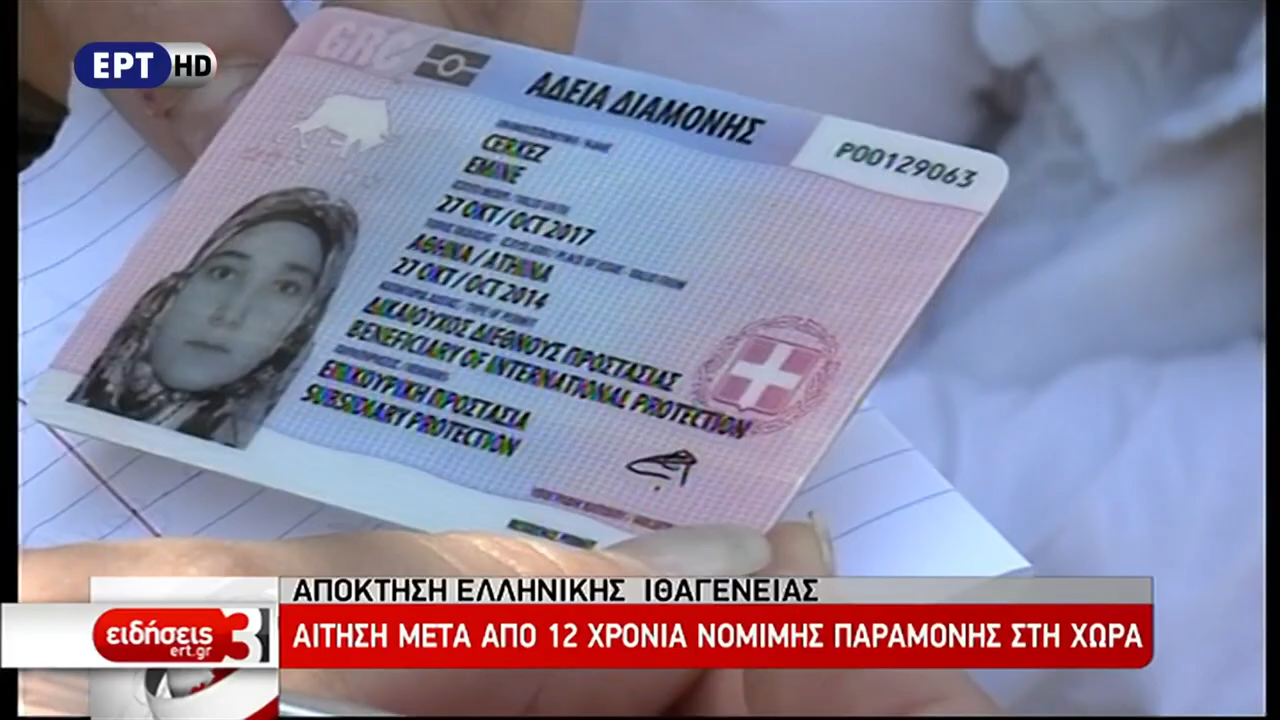 ΕΡΤ HD
GRC
ΑΔΕΙΑ ΔΙΑΜΟΝΗΣ
P00129063
CERKEZ
EMINE
27 ΟΚΤ / OCT 2017
ΑΘΗΝΑ / ATHINA
27 ΟΚΤ / OCT 2014
ΔΙΚΑΙΟΥΧΟΣ ΔΙΕΘΝΟΥΣ ΠΡΟΣΤΑΣΙΑΣ
BENEFICIARY OF INTERNATIONAL PROTECTION
ΕΠΙΚΟΥΡΙΚΗ ΠΡΟΣΤΑΣΙΑ
SUBSIDIARY PROTECTION
ΑΠΟΚΤΗΣΗ ΕΛΛΗΝΙΚΗΣ ΙΘΑΓΕΝΕΙΑΣ
ειδήσεις 3
ert.gr
ΑΙΤΗΣΗ ΜΕΤΑ ΑΠΟ 12 ΧΡΟΝΙΑ ΝΟΜΙΜΗΣ ΠΑΡΑΜΟΝΗΣ ΣΤΗ ΧΩΡΑ